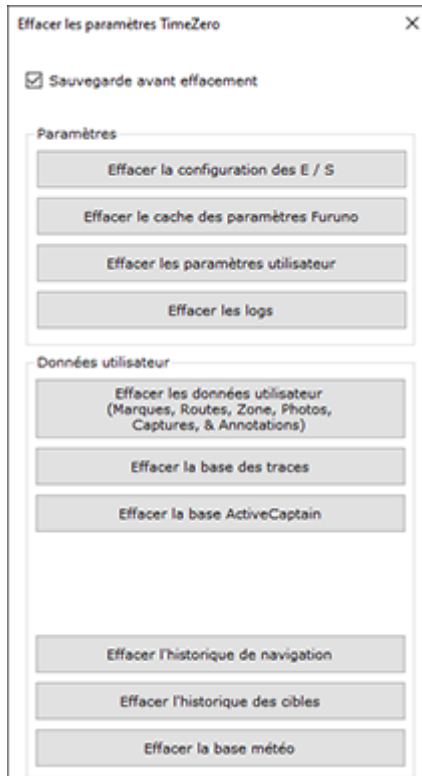 Effacer les paramètres TimeZero
Sauvegarde avant effacement
Paramètres
Effacer la configuration des E / S
Effacer le cache des paramètres Furuno
Effacer les paramètres utilisateur
Effacer les logs
Données utilisateur
Effacer les données utilisateur
(Marques, Routes, Zone, Photos,
Captures, & Annotations)
Effacer la base des traces
Effacer la base ActiveCaptain
Effacer l'historique de navigation
Effacer l'historique des cibles
Effacer la base météo